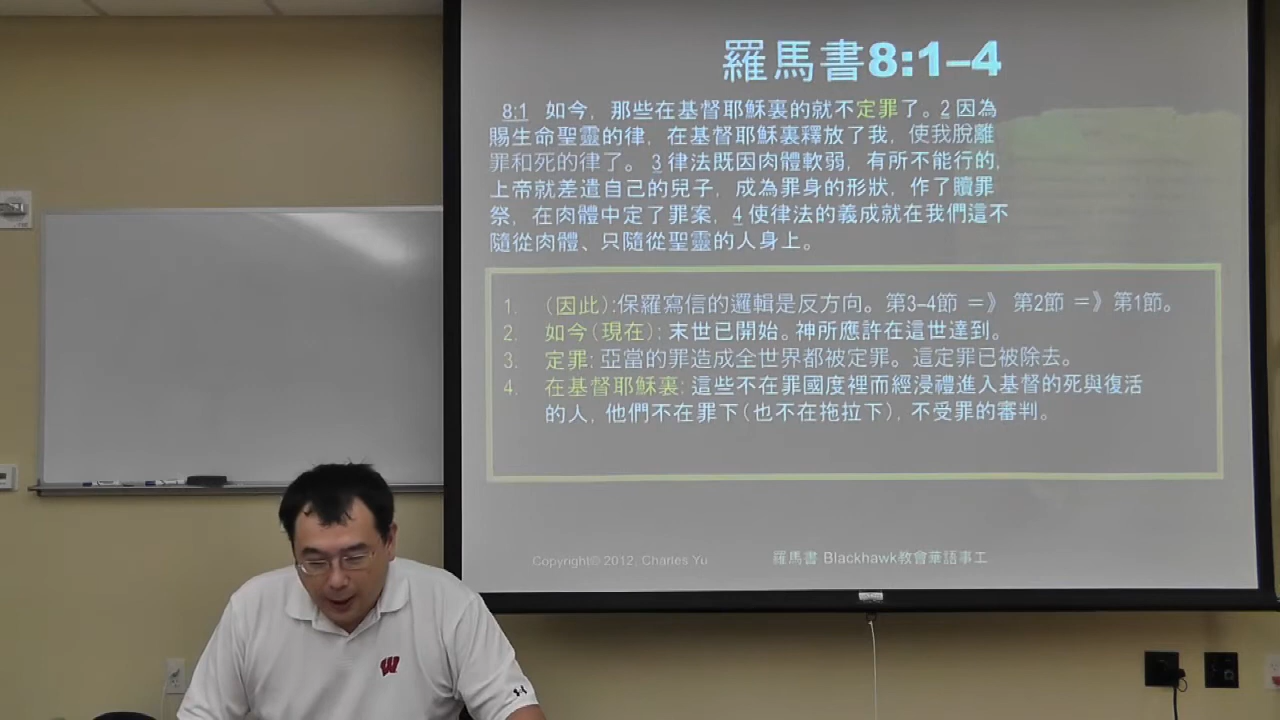 羅馬書8:1–4
8:1 如今，那些在基督耶穌裏的就不定罪了。2 因為
賜生命聖靈的律，在基督耶穌裏釋放了我，使我脫離
罪和死的律了。3 律法既因肉體軟弱，有所不能行的，
上帝就差遣自己的兒子，成為罪身的形狀，作了贖罪
祭，在肉體中定了罪案，4 使律法的義成就在我們這不
隨從肉體、只隨從聖靈的人身上。
1. （因此）：保羅寫信的邏輯是反方向。第3–4節 ＝》 第2節 ＝》第1節。
2. 如今（現在）：末世已開始。神所應許在這世達到。
3. 定罪：亞當的罪造成全世界都被定罪。這定罪已被除去。
4. 在基督耶穌裏：這些不在罪國度裡而經浸禮進入基督的死與復活
的人，他們不在罪下（也不在拖拉下），不受罪的審判。
Copyright© 2012, Charles Yu
羅馬書 Blackhawk教會華語事工
W